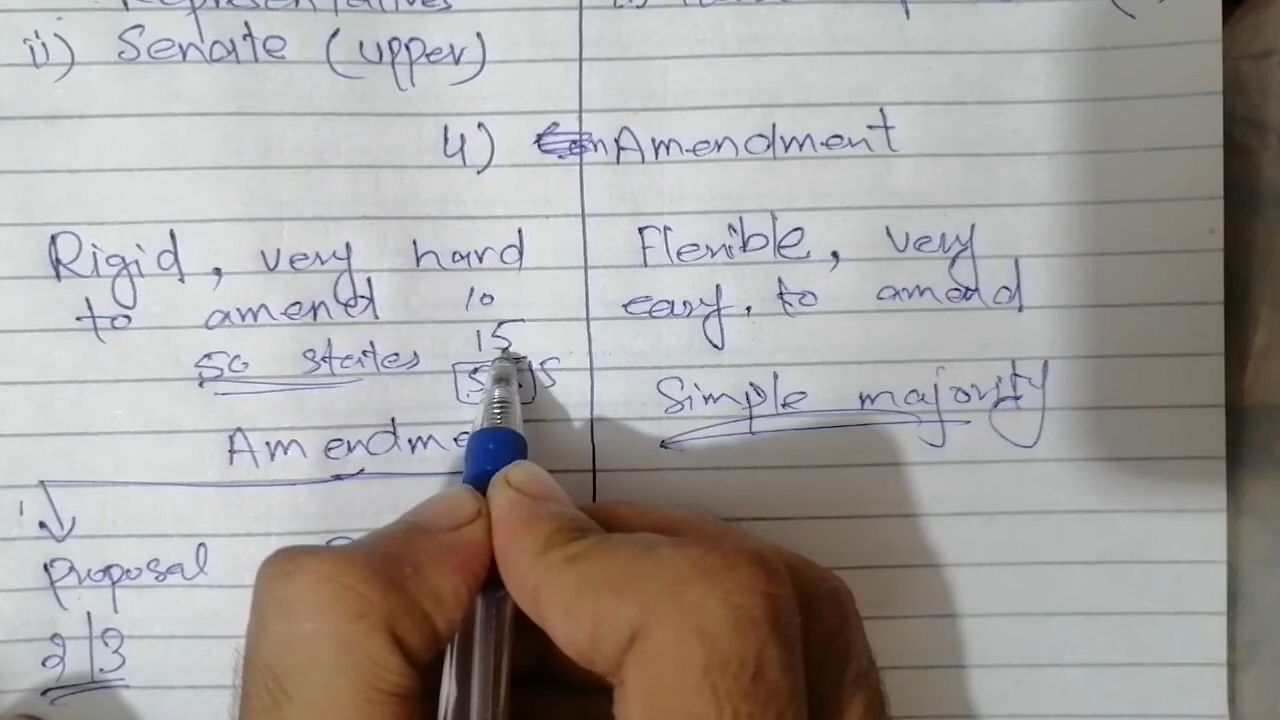 ii) Senate (upper)
4) Amendment
Rigid, very hard
to amend 10
15
50 states
Amendme
Proposal
2/3
Flexible, very
easy, to amend
Simple majority